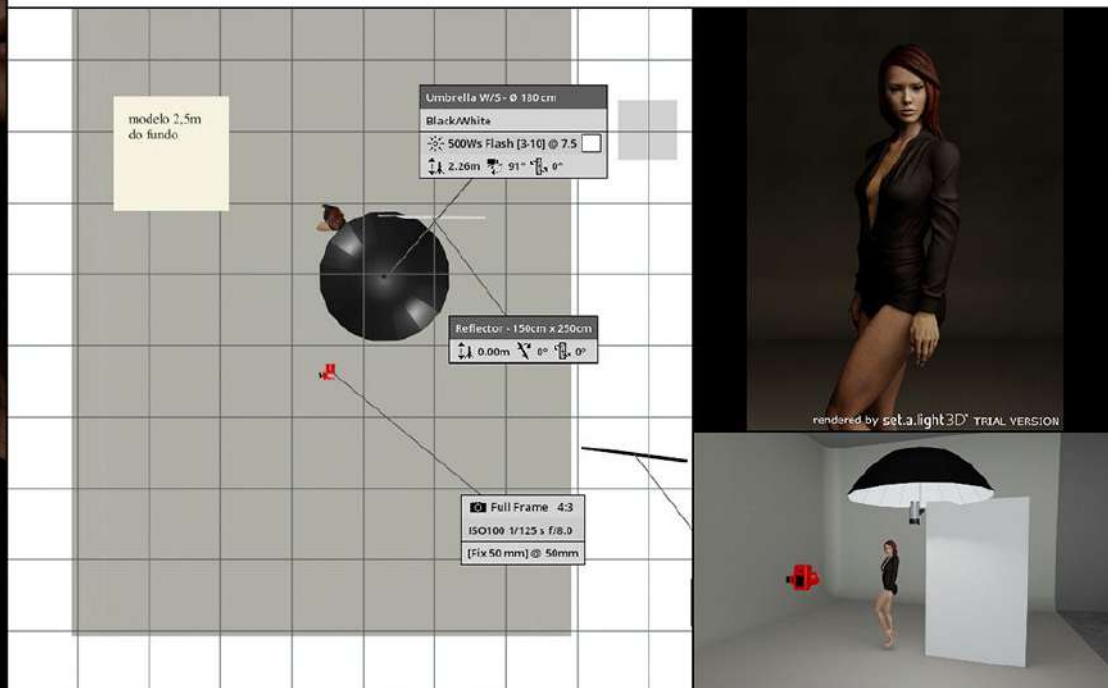 modelo 2,5m
do fundo
Umbrella W/S - Ø 180 cm
Black/White
500Ws Flash [3-10] @ 7.5
2.26m 91° 0°
Reflector - 150cm x 250cm
0.00m 0° 0°
Full Frame 4:3
ISO100 1/125 s f/8.0
[Fix 50 mm] @ 50mm
rendered by set.a.light 3D® TRIAL VERSION